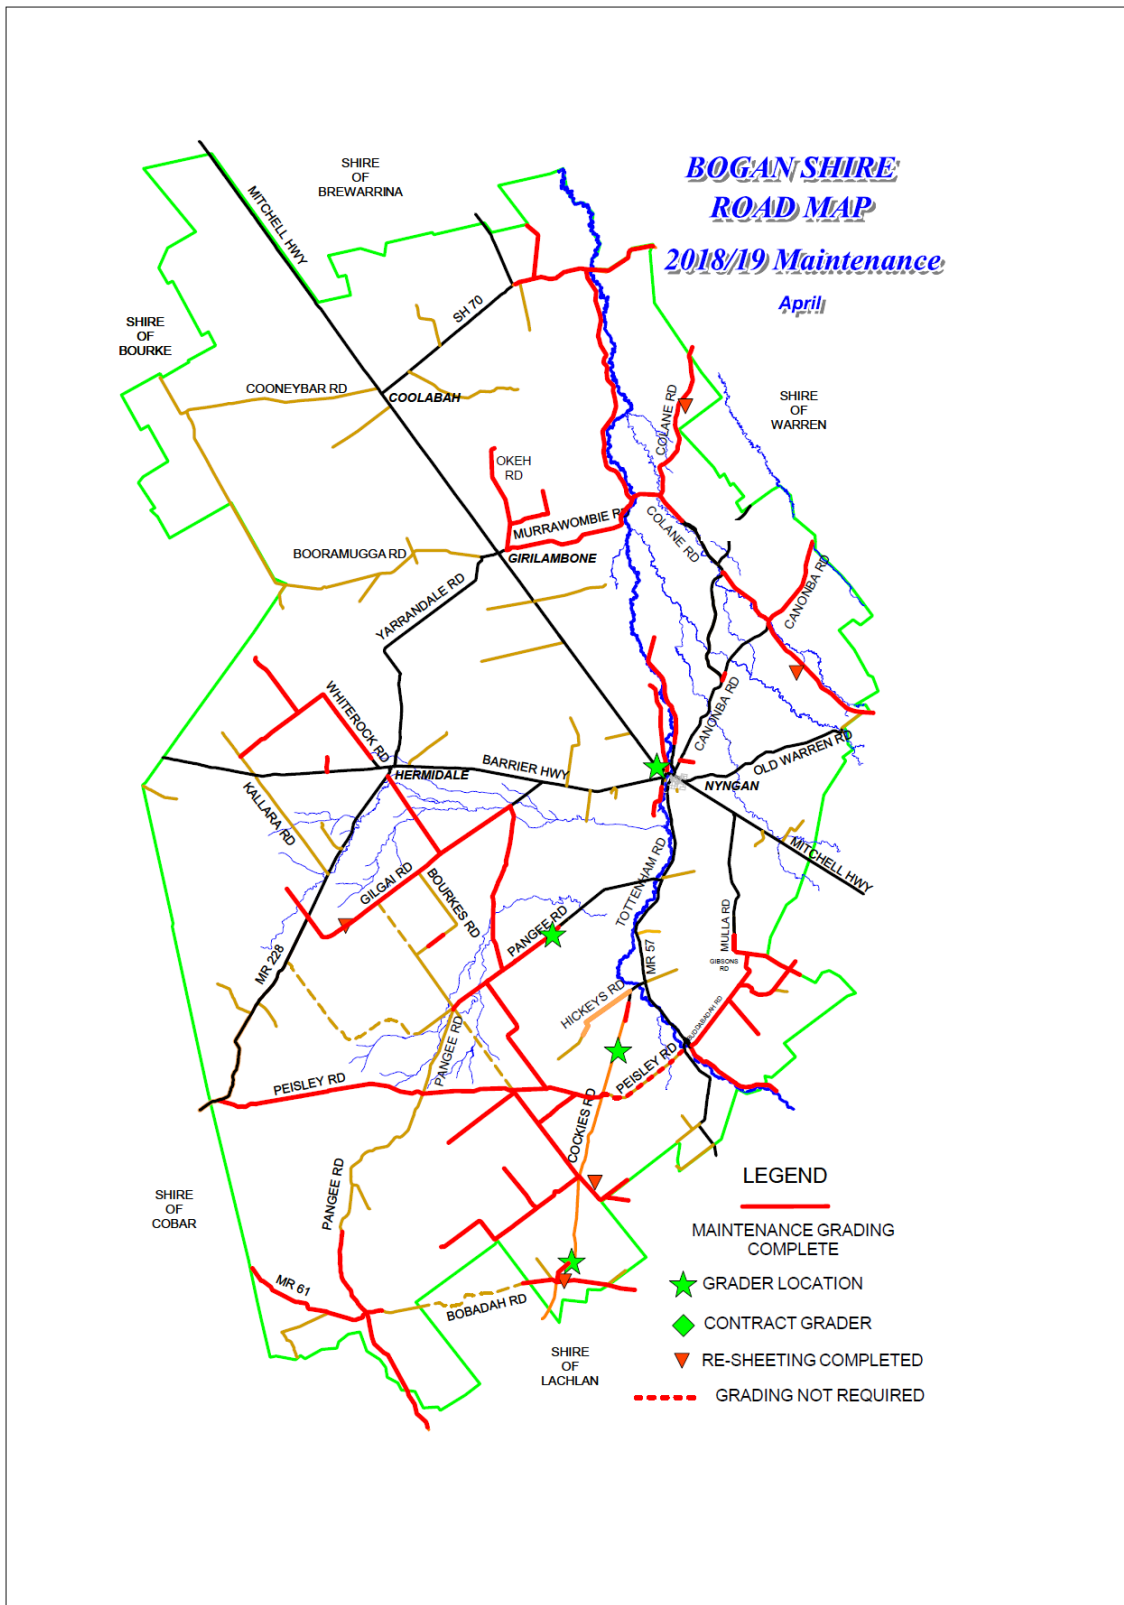 BOGAN SHIRE
ROAD MAP
2018/19 Maintenance
April
SHIRE
OF
BREWARRINA
MITCHELL HWY
SHIRE
OF
BOURKE
SH 70
COONEYBAR RD
COOLABAH
SHIRE
OF
WARREN
COLANE RD
OKEH
RD
MURRAWOMBIE R
COLANE RD
BOORAMUGGA RD
GIRILAMBONE
YARRANDALE RD
CANONBA RD
WHITEROCK RD
CANONBA RD
OLD WARREN RD
BARRIER HWY
HERMIDALE
NYNGAN
KALLARA RD
MITCHELL HWY
TOTTENHAM RD
GILGAI RD
BOURKES RD
PANGEE RD
MULLA RD
MR 57
GIBSONS
RD
MR 228
HICKEYS RD
BUDDABADAH RD
PANGEE RD
PEISLEY RD
PEISLEY RD
COCKIES RD
PANGEE RD
SHIRE
OF
COBAR
MR 61
BOBADAH RD
SHIRE
OF
LACHLAN
LEGEND
MAINTENANCE GRADING
COMPLETE
GRADER LOCATION
CONTRACT GRADER
RE-SHEETING COMPLETED
GRADING NOT REQUIRED